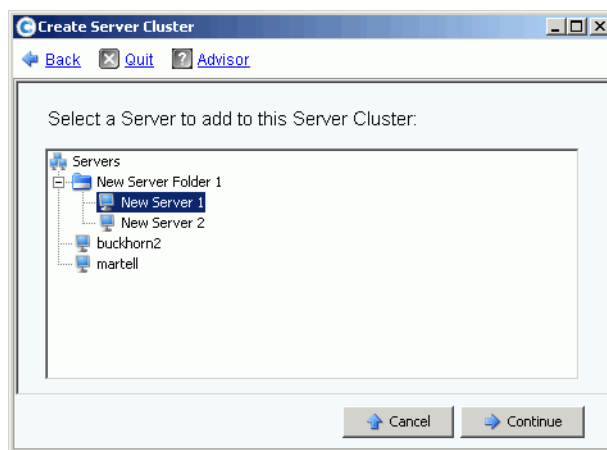 Create Server Cluster
Back Quit Advisor
Select a Server to add to this Server Cluster:
Servers
New Server Folder 1
New Server 1
New Server 2
buckhorn2
martell
Cancel Continue